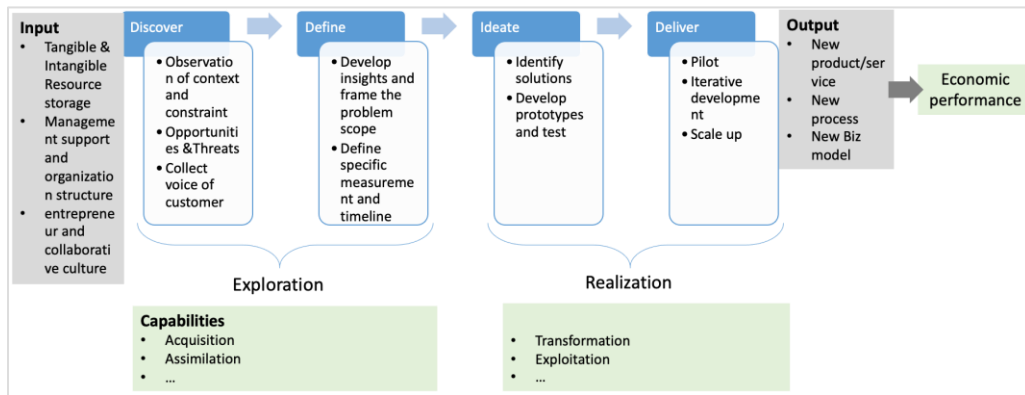 Input
• Tangible &
Intangible
Resource
storage
• Manageme
nt support
and
organizatio
n structure
• entreprene
ur and
collaborati
ve culture
Discover
• Observatio
n of context
and
constraint
• Opportuniti
es &Threats
• Collect
voice of
customer
Define
• Develop
insights and
frame the
problem
scope
• Define
specific
measureme
nt and
timeline
Ideate
• Identify
solutions
• Develop
prototypes
and test
Deliver
• Pilot
• Iterative
developme
nt
• Scale up
Output
• New
product/ser
vice
• New
process
• New Biz
model
Economic
performance
Exploration
Realization
Capabilities
• Acquisition
• Assimilation
• ...
• Transformation
• Exploitation
• ...